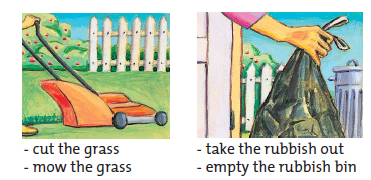 - cut the grass
- mow the grass
- take the rubbish out
- empty the rubbish bin